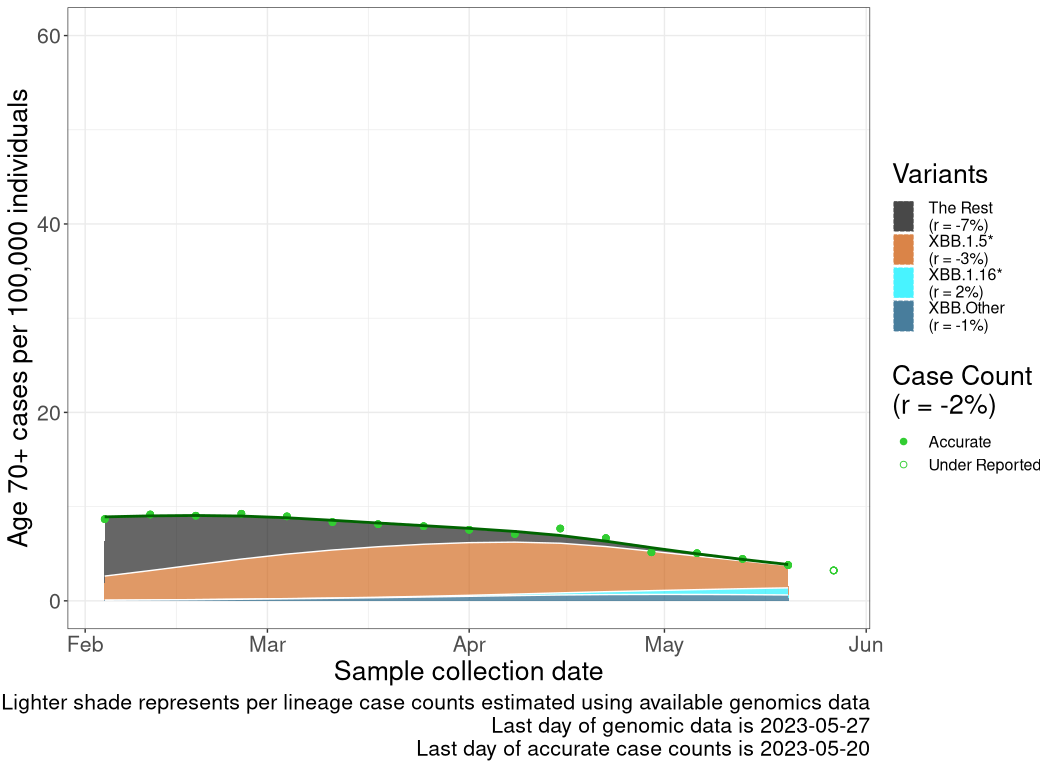 Age 70+ cases per 100,000 individuals
60
40
20
0
Feb
Mar
Apr
May
Jun
Sample collection date
Lighter shade represents per lineage case counts estimated using available genomics data
Last day of genomic data is 2023-05-27
Last day of accurate case counts is 2023-05-20
Variants
The Rest
(r = -7%)
XBB.1.5*
(r = -3%)
XBB.1.16*
(r = 2%)
XBB.Other
(r = -1%)
Case Count
(r = -2%)
Accurate
Under Reported